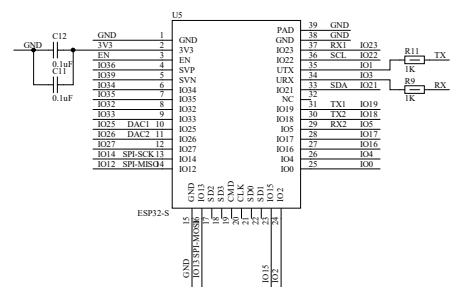 U5
C12
GND
0.1uF
C11
0.1uF
GND 1 GND
3V3 2 3V3
EN 3 EN
IO36 4 SVP
IO39 5 SVN
IO34 6 IO34
IO35 7 IO35
IO32 8 IO32
IO33 9 IO33
IO25 DAC1 10 IO25
IO26 DAC2 11 IO26
IO27 12 IO27
IO14 SPI-SCK 13 IO14
IO12 SPI-MISO 14 IO12
PAD 39 GND
GND 38 GND
IO23 37 RX1 IO23
IO22 36 SCL IO22
UTX 35 IO1
URX 34 IO3
IO21 33 SDA IO21
NC 32
IO19 31 TX1 IO19
IO18 30 TX2 IO18
IO5 29 RX2 IO5
IO17 28 IO17
IO16 27 IO16
IO4 26 IO4
IO0 25 IO0
R11
TX
1K
R9
RX
1K
GND
IO13
SD2
SD3
CMD
CLK
SD0
SD1
IO15
IO2
ESP32-S
15
16
17
18
19
20
21
22
23
24
GND
IO13 SPI-MOSI
IO15
IO2